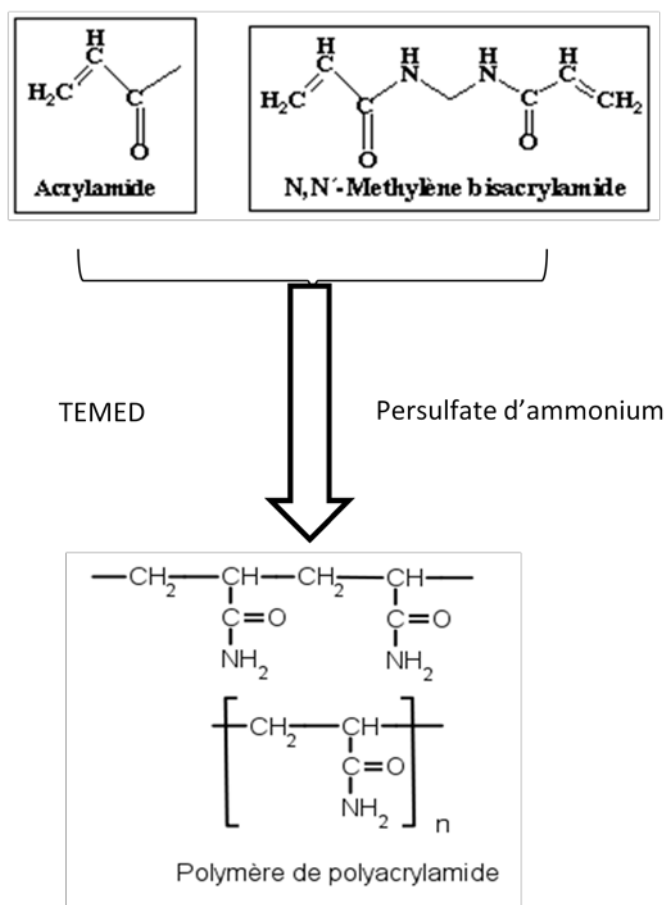 H
C
H₂C
C
O
Acrylamide
H
C
H₂C
C
O
H
N
H
N
C
O
H
C
CH₂
N,N´-Methylène bisacrylamide
TEMED
Persulfate d’ammonium
—CH₂—CH—CH₂—CH—
C=O C=O
NH₂ NH₂
CH₂—CH
C=O
NH₂
n
Polymère de polyacrylamide